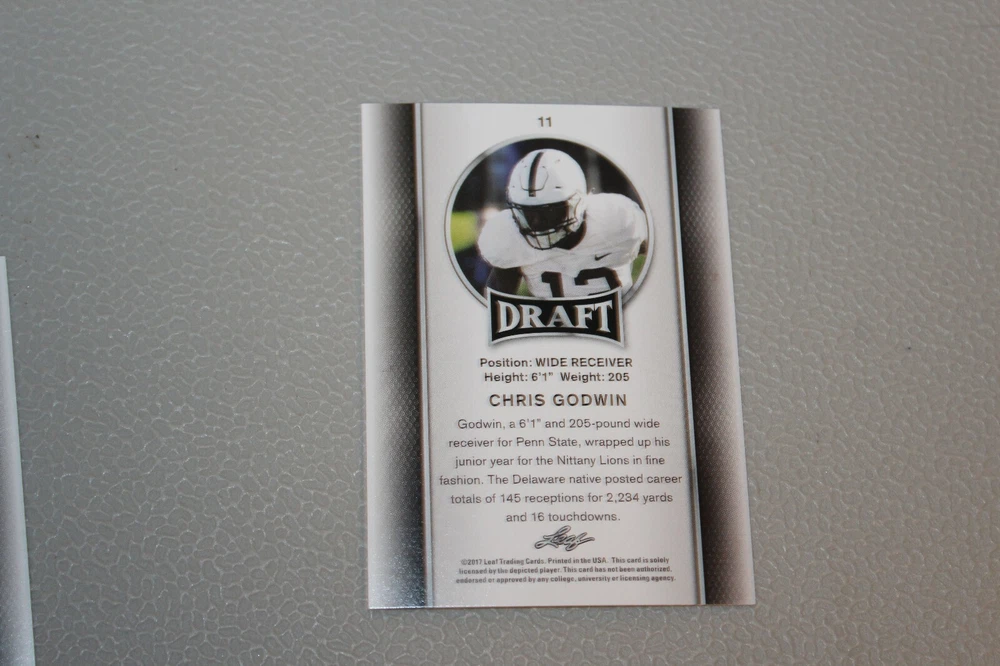 11
12
DRAFT
Position: WIDE RECEIVER
Height: 6'1" Weight: 205
CHRIS GODWIN
Godwin, a 6'1" and 205-pound wide
receiver for Penn State, wrapped up his
junior year for the Nittany Lions in fine
fashion. The Delaware native posted career
totals of 145 receptions for 2,234 yards
and 16 touchdowns.
Leaf
©2017 Leaf Trading Cards. Printed in the USA. This card is solely
licensed by the depicted player. This card has not been authorized,
endorsed or approved by any college, university or licensing agency.